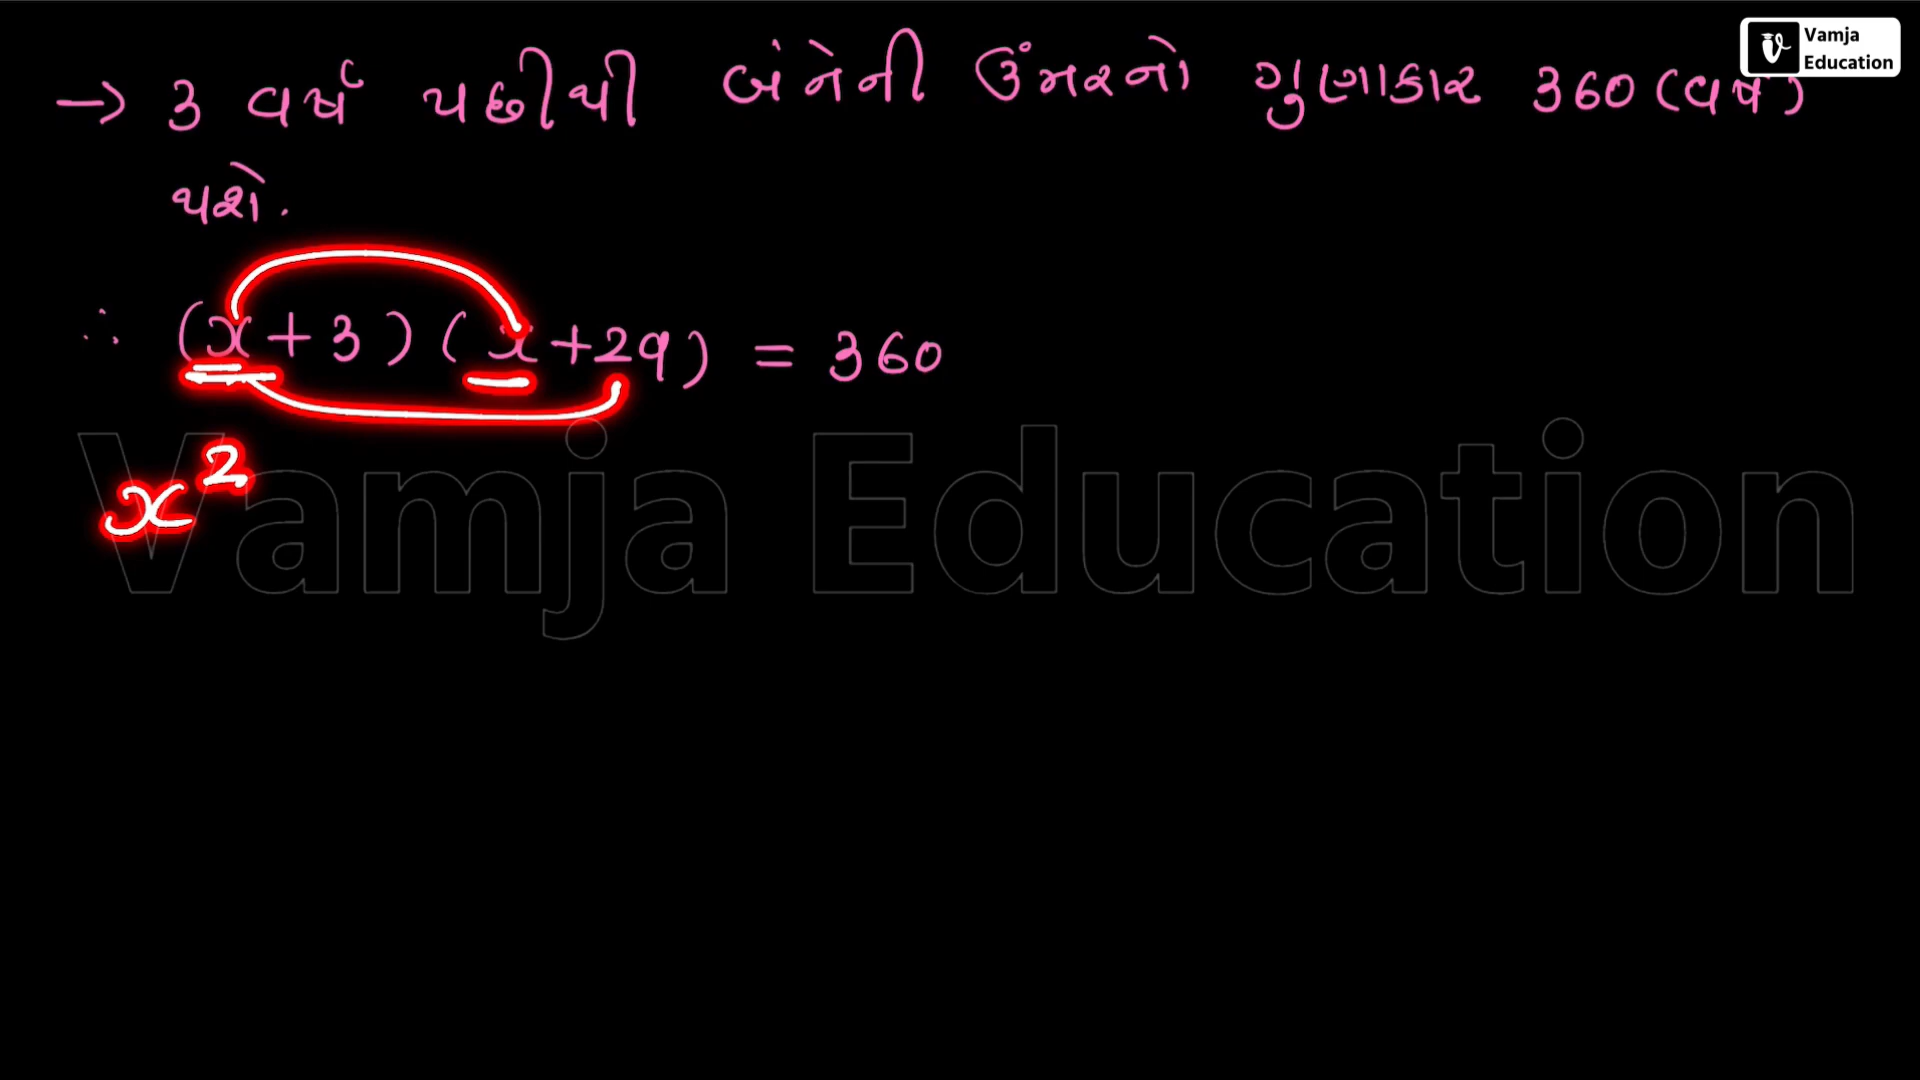 Vamja
Education
→ 3 વર્ષ પછીથી બંનેની ઉંમરનો ગુણાકાર 360 (વર્ષ)
થશે.
∴ (x+3)(x+29) = 360
x²
Vamja Education